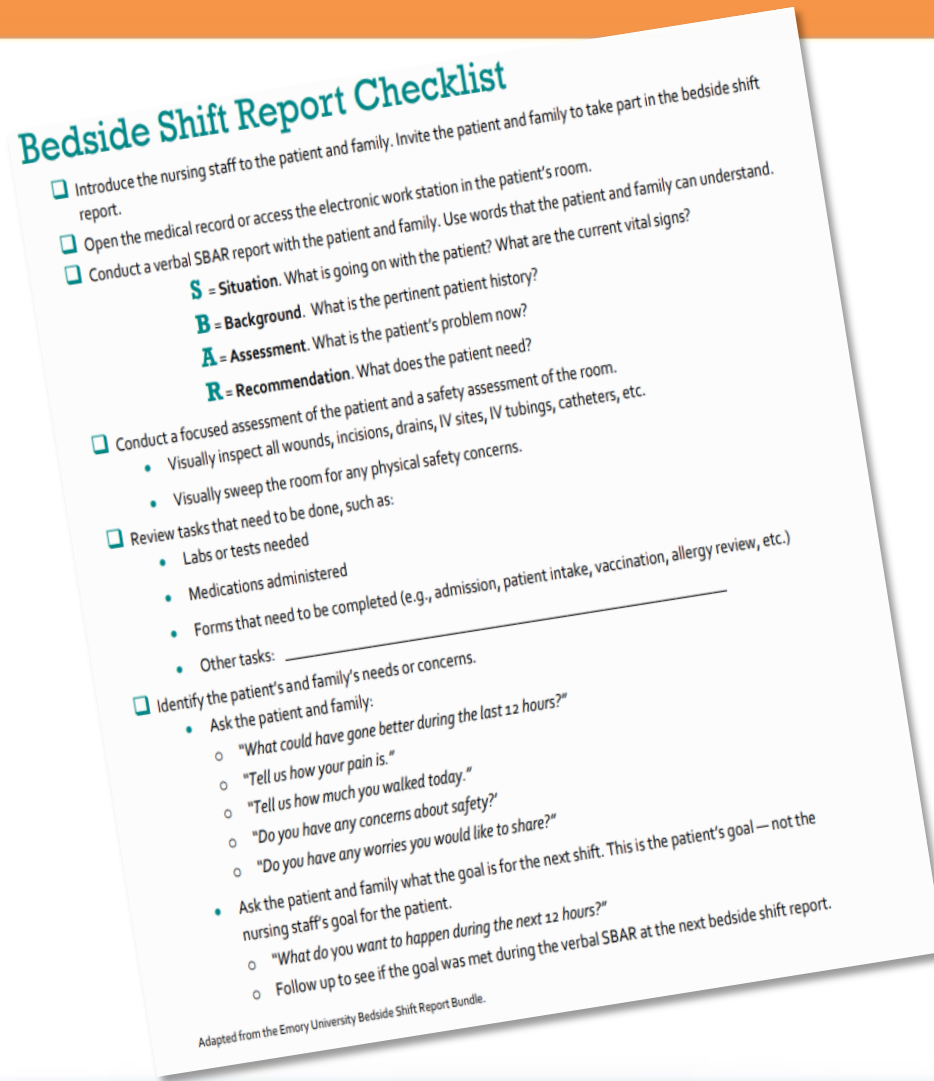 Bedside Shift Report Checklist
❑ Introduce the nursing staff to the patient and family. Invite the patient and family to take part in the bedside shift
report.
❑ Open the medical record or access the electronic work station in the patient's room.
❑ Conduct a verbal SBAR report with the patient and family. Use words that the patient and family can understand.
S = Situation. What is going on with the patient? What are the current vital signs?
B = Background. What is the pertinent patient history?
A = Assessment. What is the patient's problem now?
R = Recommendation. What does the patient need?
❑ Conduct a focused assessment of the patient and a safety assessment of the room.
• Visually inspect all wounds, incisions, drains, IV sites, IV tubings, catheters, etc.
• Visually sweep the room for any physical safety concerns.
❑ Review tasks that need to be done, such as:
• Labs or tests needed
• Medications administered
• Forms that need to be completed (e.g., admission, patient intake, vaccination, allergy review, etc.)
• Other tasks: ____________________
❑ Identify the patient's and family's needs or concerns.
• Ask the patient and family:
o "What could have gone better during the last 12 hours?"
o "Tell us how your pain is."
o "Tell us how much you walked today."
o "Do you have any concerns about safety?'
o "Do you have any worries you would like to share?"
• Ask the patient and family what the goal is for the next shift. This is the patient's goal — not the
nursing staff's goal for the patient.
o "What do you want to happen during the next 12 hours?"
o Follow up to see if the goal was met during the verbal SBAR at the next bedside shift report.
Adapted from the Emory University Bedside Shift Report Bundle.